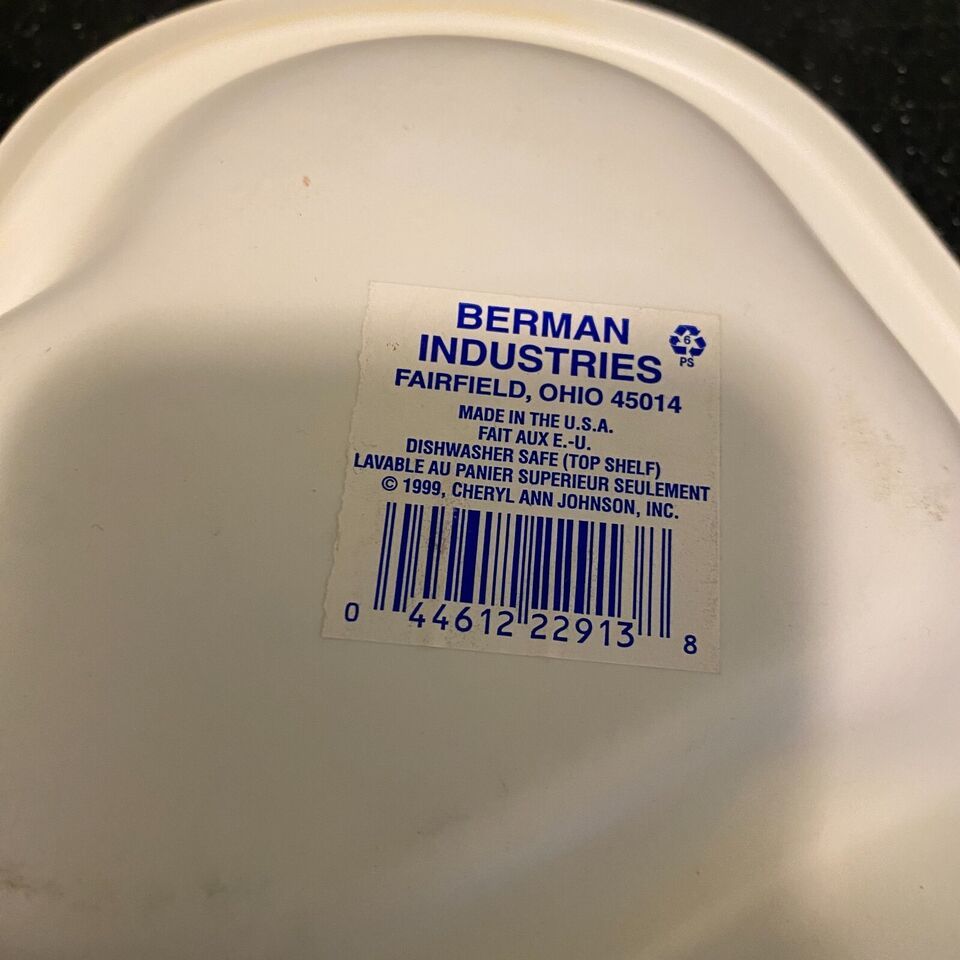 BERMAN
INDUSTRIES
6
PS
FAIRFIELD, OHIO 45014
MADE IN THE U.S.A.
FAIT AUX E.-U.
DISHWASHER SAFE (TOP SHELF)
LAVABLE AU PANIER SUPERIEUR SEULEMENT
© 1999, CHERYL ANN JOHNSON, INC.
0 44612 22913 8